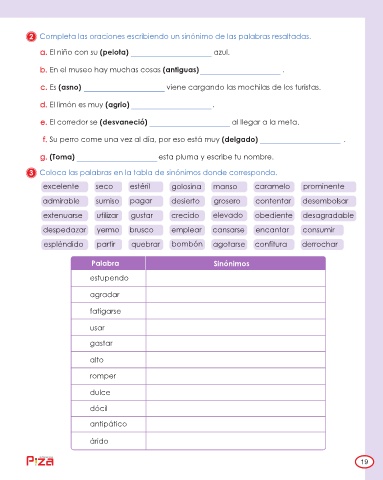 2 Completa las oraciones escribiendo un sinónimo de las palabras resaltadas.
a. El niño con su (pelota) ____________________ azul.
b. En el museo hay muchas cosas (antiguas)____________________ .
c. Es (asno) ____________________ viene cargando las mochilas de los turistas.
d. El limón es muy (agrio)____________________.
e. El corredor se (desvaneció)____________________ al llegar a la meta.
f. Su perro come una vez al día, por eso está muy (delgado)____________________ .
g. (Toma) ____________________ esta pluma y escribe tu nombre.
3 Coloca las palabras en la tabla de sinónimos donde corresponda.
excelente seco estéril golosina manso caramelo prominente
admirable sumiso pagar desierto grosero contentar desembolsar
extenuarse utilizar gustar crecido elevado obediente desagradable
despedazar yermo brusco emplear cansarse encantar consumir
espléndido partir quebrar bombón agotarse confitura derrochar
Palabra Sinónimos
estupendo
agradar
fatigarse
usar
gastar
alto
romper
dulce
dócil
antipático
árido
19